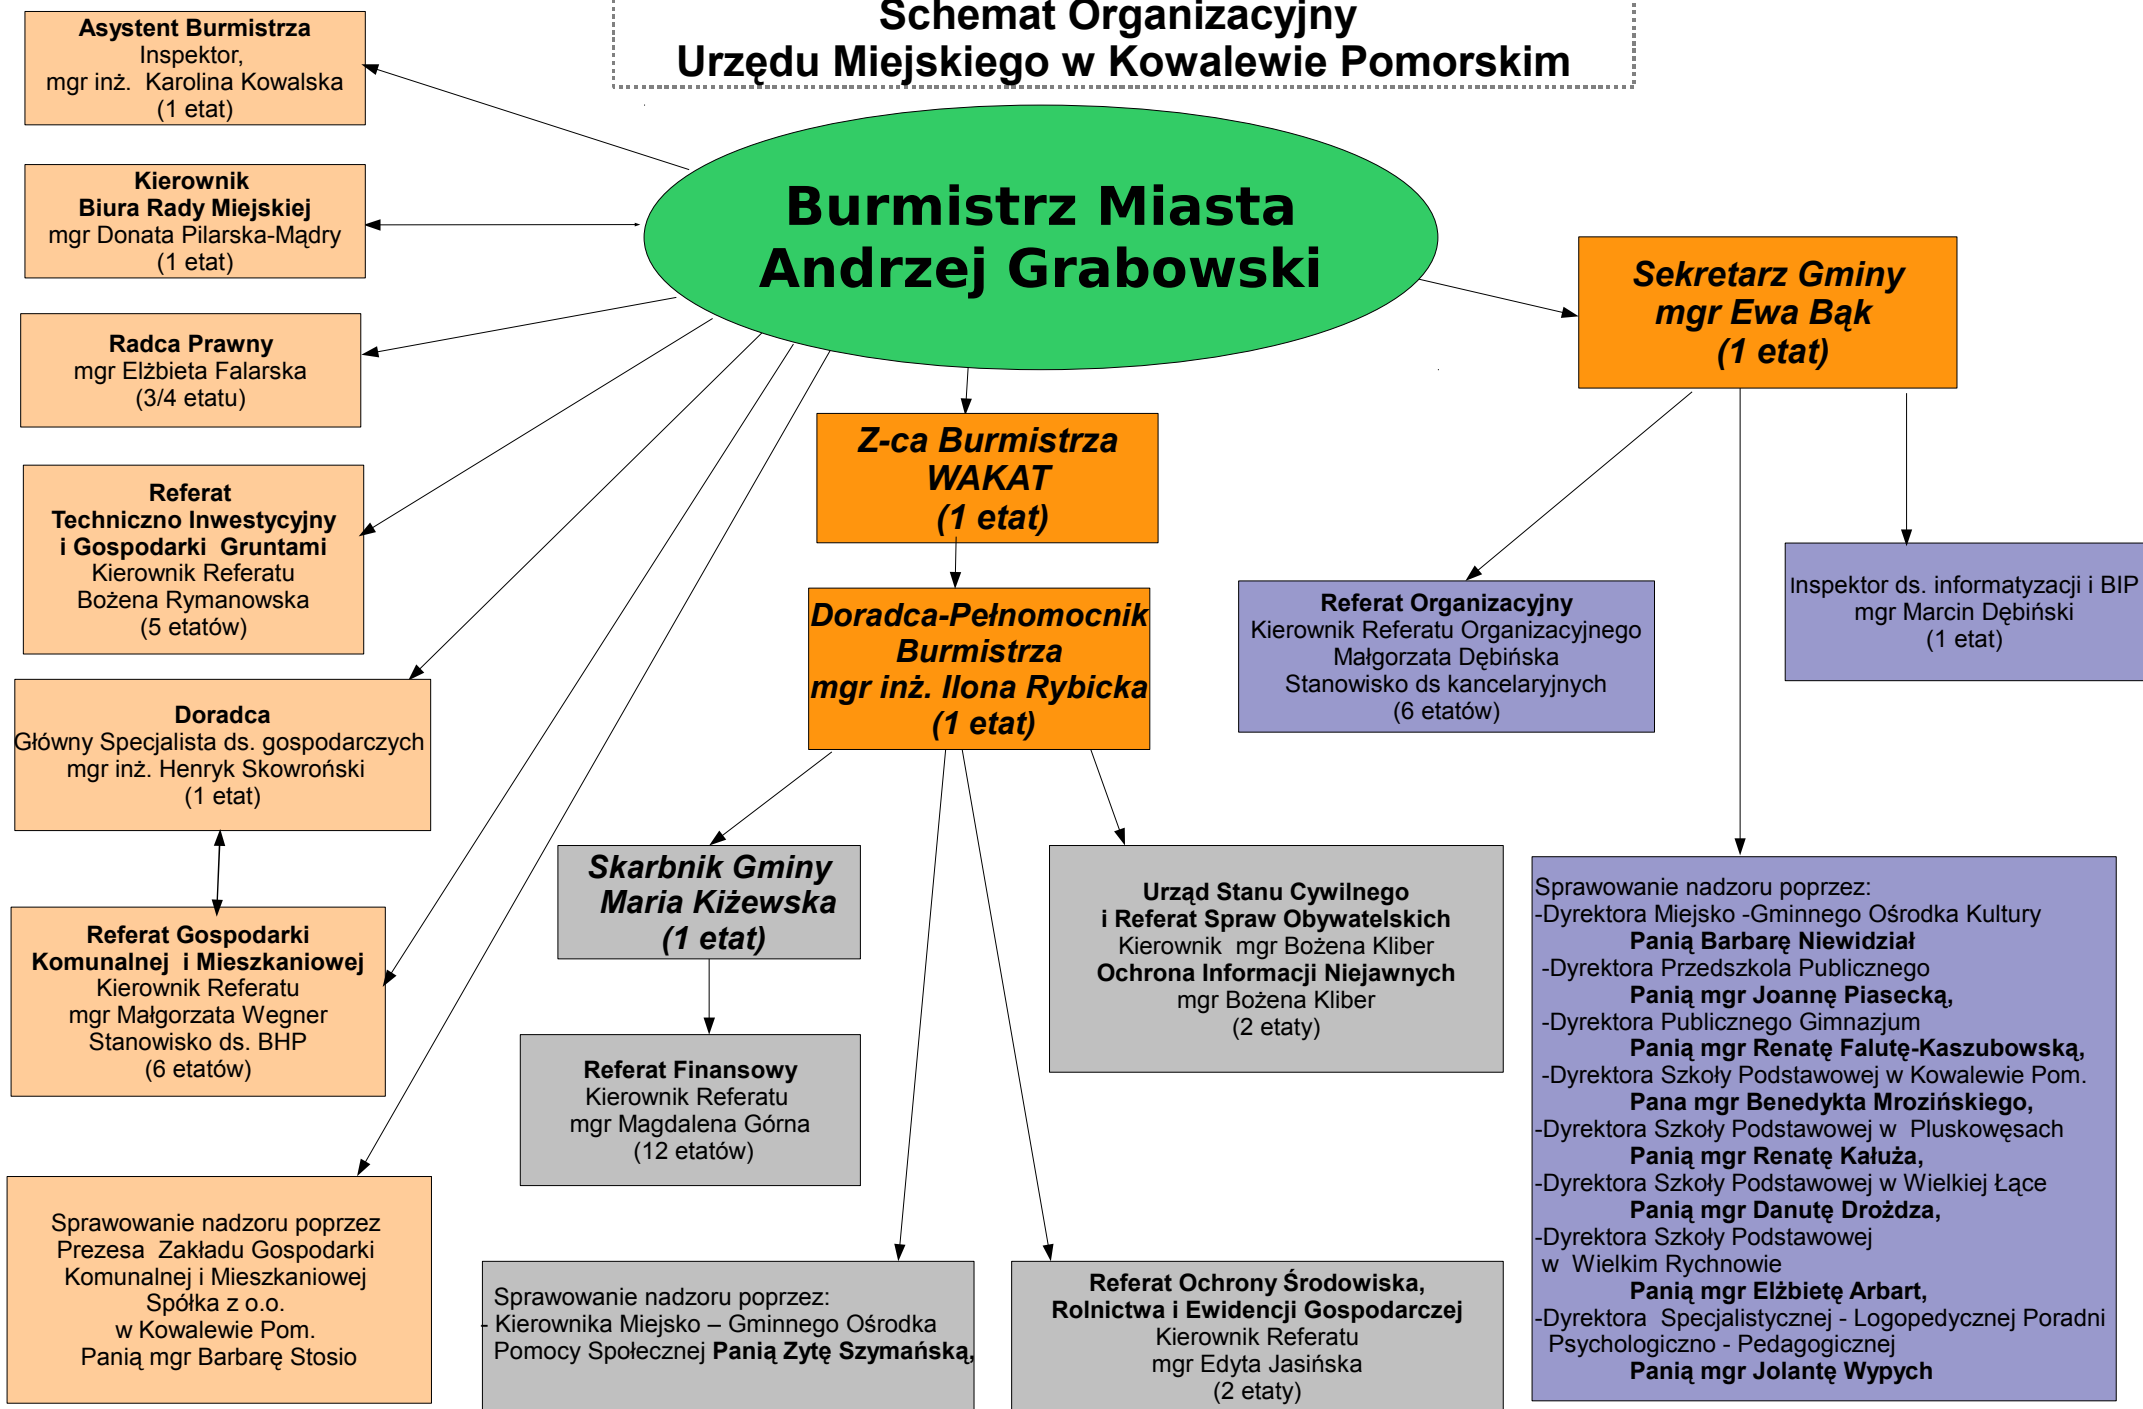 Schemat Organizacyjny
Urzędu Miejskiego w Kowalewie Pomorskim
Asystent Burmistrza
Inspektor,
mgr inż. Karolina Kowalska
(1 etat)
Kierownik
Biura Rady Miejskiej
mgr Donata Pilarska-Mądry
(1 etat)
Radca Prawny
mgr Elżbieta Falarska
(3/4 etatu)
Referat
Techniczno Inwestycyjny
i Gospodarki Gruntami
Kierownik Referatu
Bożena Rymanowska
(5 etatów)
Doradca
Główny Specjalista ds. gospodarczych
mgr inż. Henryk Skowroński
(1 etat)
Referat Gospodarki
Komunalnej i Mieszkaniowej
Kierownik Referatu
mgr Małgorzata Wegner
Stanowisko ds. BHP
(6 etatów)
Sprawowanie nadzoru poprzez
Prezesa Zakładu Gospodarki
Komunalnej i Mieszkaniowej
Spółka z o.o.
w Kowalewie Pom.
Panią mgr Barbarę Stosio
Burmistrz Miasta
Andrzej Grabowski
Z-ca Burmistrza
WAKAT
(1 etat)
Doradca-Pełnomocnik
Burmistrza
mgr inż. Ilona Rybicka
(1 etat)
Skarbnik Gminy
Maria Kiżewska
(1 etat)
Referat Finansowy
Kierownik Referatu
mgr Magdalena Górna
(12 etatów)
Sprawowanie nadzoru poprzez:
- Kierownika Miejsko – Gminnego Ośrodka
Pomocy Społecznej Panią Zytę Szymańską,
Urząd Stanu Cywilnego
i Referat Spraw Obywatelskich
Kierownik mgr Bożena Kliber
Ochrona Informacji Niejawnych
mgr Bożena Kliber
(2 etaty)
Referat Ochrony Środowiska,
Rolnictwa i Ewidencji Gospodarczej
Kierownik Referatu
mgr Edyta Jasińska
(2 etaty)
Sekretarz Gminy
mgr Ewa Bąk
(1 etat)
Referat Organizacyjny
Kierownik Referatu Organizacyjnego
Małgorzata Dębińska
Stanowisko ds kancelaryjnych
(6 etatów)
Inspektor ds. informatyzacji i BIP
mgr Marcin Dębiński
(1 etat)
Sprawowanie nadzoru poprzez:
-Dyrektora Miejsko -Gminnego Ośrodka Kultury
Panią Barbarę Niewidział
-Dyrektora Przedszkola Publicznego
Panią mgr Joannę Piasecką,
-Dyrektora Publicznego Gimnazjum
Panią mgr Renatę Falutę-Kaszubowską,
-Dyrektora Szkoły Podstawowej w Kowalewie Pom.
Pana mgr Benedykta Mrozińskiego,
-Dyrektora Szkoły Podstawowej w Pluskowęsach
Panią mgr Renatę Kałuża,
-Dyrektora Szkoły Podstawowej w Wielkiej Łące
Panią mgr Danutę Drożdza,
-Dyrektora Szkoły Podstawowej
w Wielkim Rychnowie
Panią mgr Elżbietę Arbart,
-Dyrektora Specjalistycznej - Logopedycznej Poradni
Psychologiczno - Pedagogicznej
Panią mgr Jolantę Wypych